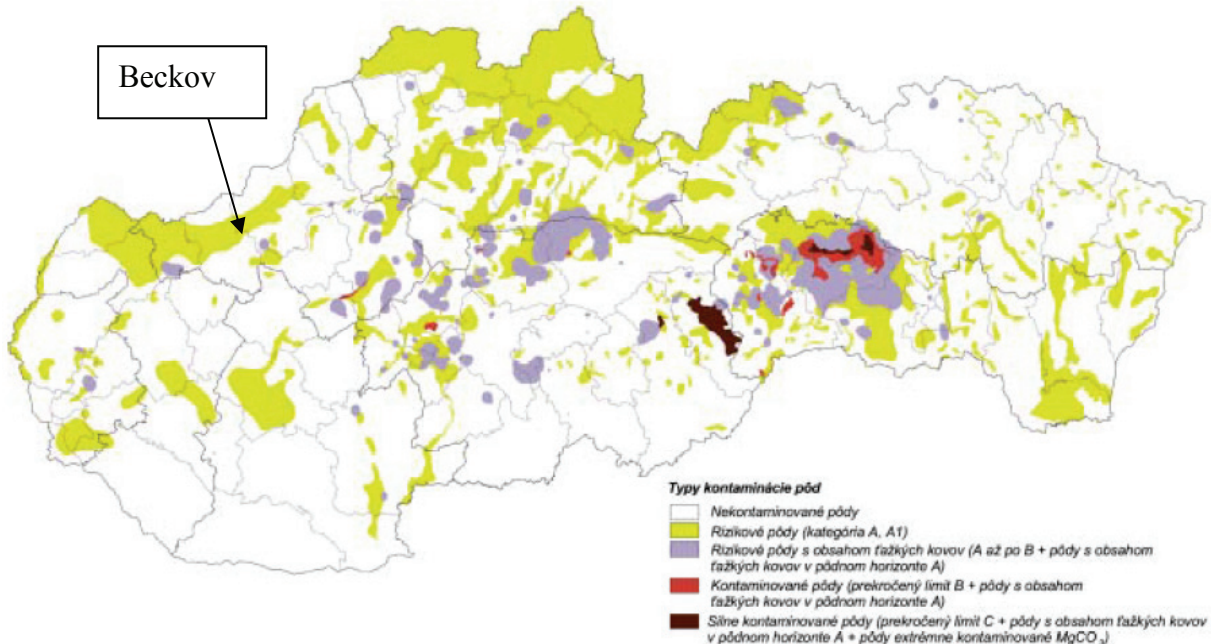 Beckov
Typy kontaminácie pôd
Nekontaminované pôdy
Rizikové pôdy (kategória A, A1)
Rizikové pôdy s obsahom ťažkých kovov (A až po B + pôdy s obsahom
ťažkých kovov v pôdnom horizonte A)
Kontaminované pôdy (prekročený limit B + pôdy s obsahom
ťažkých kovov v pôdnom horizonte A)
Silne kontaminované pôdy (prekročený limit C + pôdy s obsahom ťažkých kovov
v pôdnom horizonte A + pôdy extrémne kontaminované MgCO₃)